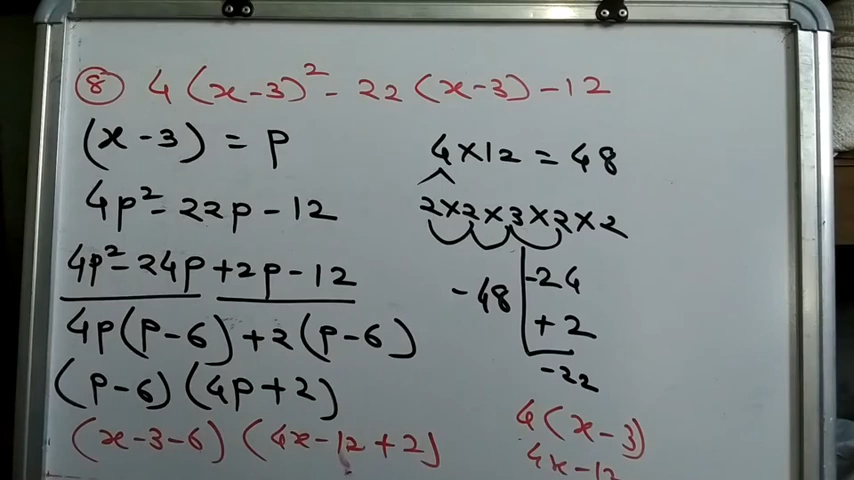 ⑧ 4(x-3)² - 22(x-3) - 12
(x-3) = p
4p² - 22p - 12
4p² - 24p + 2p - 12
4p(p-6) + 2(p-6)
(p-6)(4p+2)
(x-3-6)(4x-12+2)
4×12 = 48
2×2×3×2×2
-48
-24
+2
-22
4(x-3)
4x-12